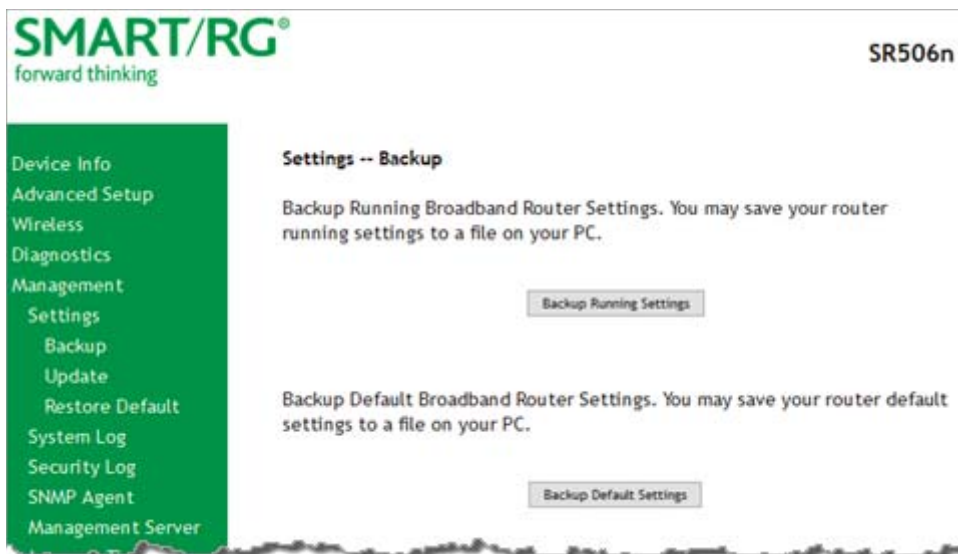 SMART/RG®
forward thinking
SR506n
Device Info
Advanced Setup
Wireless
Diagnostics
Management
Settings
Backup
Update
Restore Default
System Log
Security Log
SNMP Agent
Management Server
Settings -- Backup
Backup Running Broadband Router Settings. You may save your router
running settings to a file on your PC.
Backup Running Settings
Backup Default Broadband Router Settings. You may save your router default
settings to a file on your PC.
Backup Default Settings